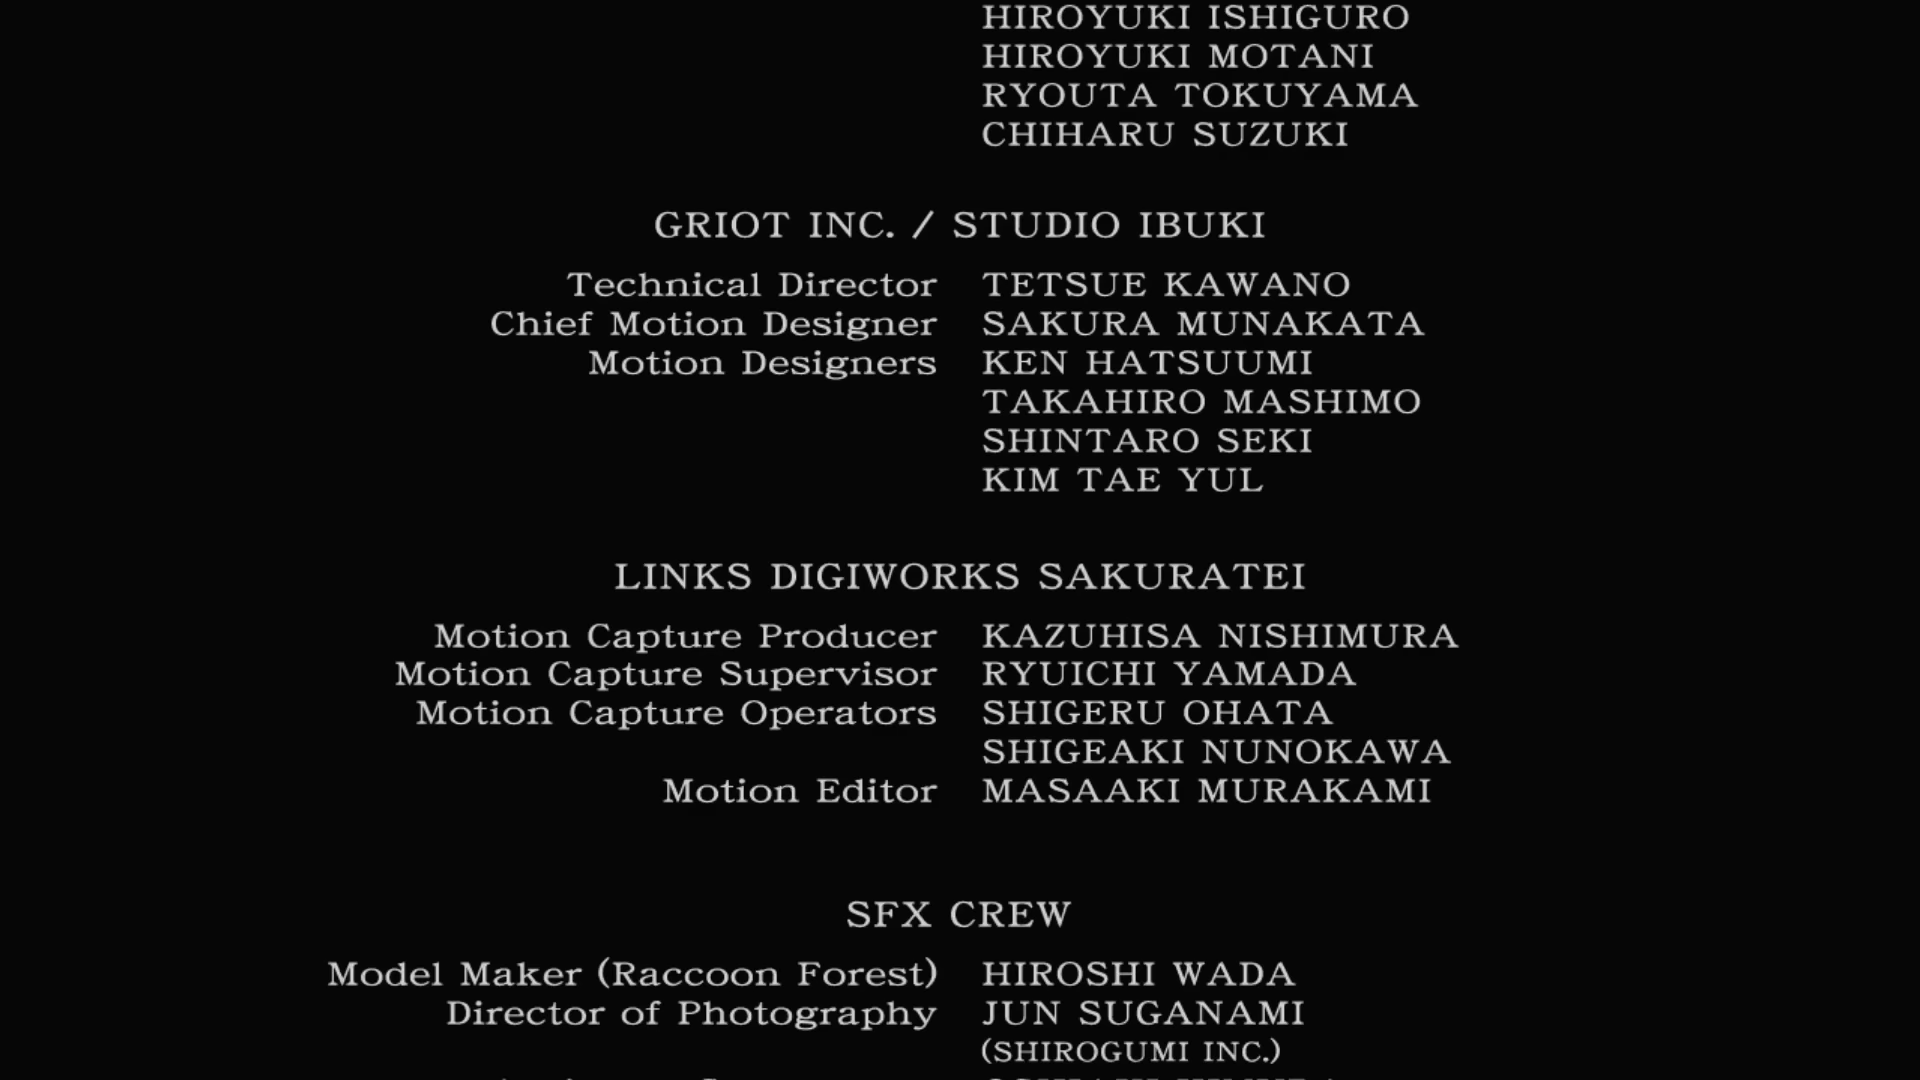 HIROYUKI ISHIGURO
HIROYUKI MOTANI
RYOUTA TOKUYAMA
CHIHARU SUZUKI
GRIOT INC. / STUDIO IBUKI
Technical Director TETSUE KAWANO
Chief Motion Designer SAKURA MUNAKATA
Motion Designers KEN HATSUUMI
TAKAHIRO MASHIMO
SHINTARO SEKI
KIM TAE YUL
LINKS DIGIWORKS SAKURATEI
Motion Capture Producer KAZUHISA NISHIMURA
Motion Capture Supervisor RYUICHI YAMADA
Motion Capture Operators SHIGERU OHATA
SHIGEAKI NUNOKAWA
Motion Editor MASAAKI MURAKAMI
SFX CREW
Model Maker (Raccoon Forest) HIROSHI WADA
Director of Photography JUN SUGANAMI
(SHIROGUMI INC.)